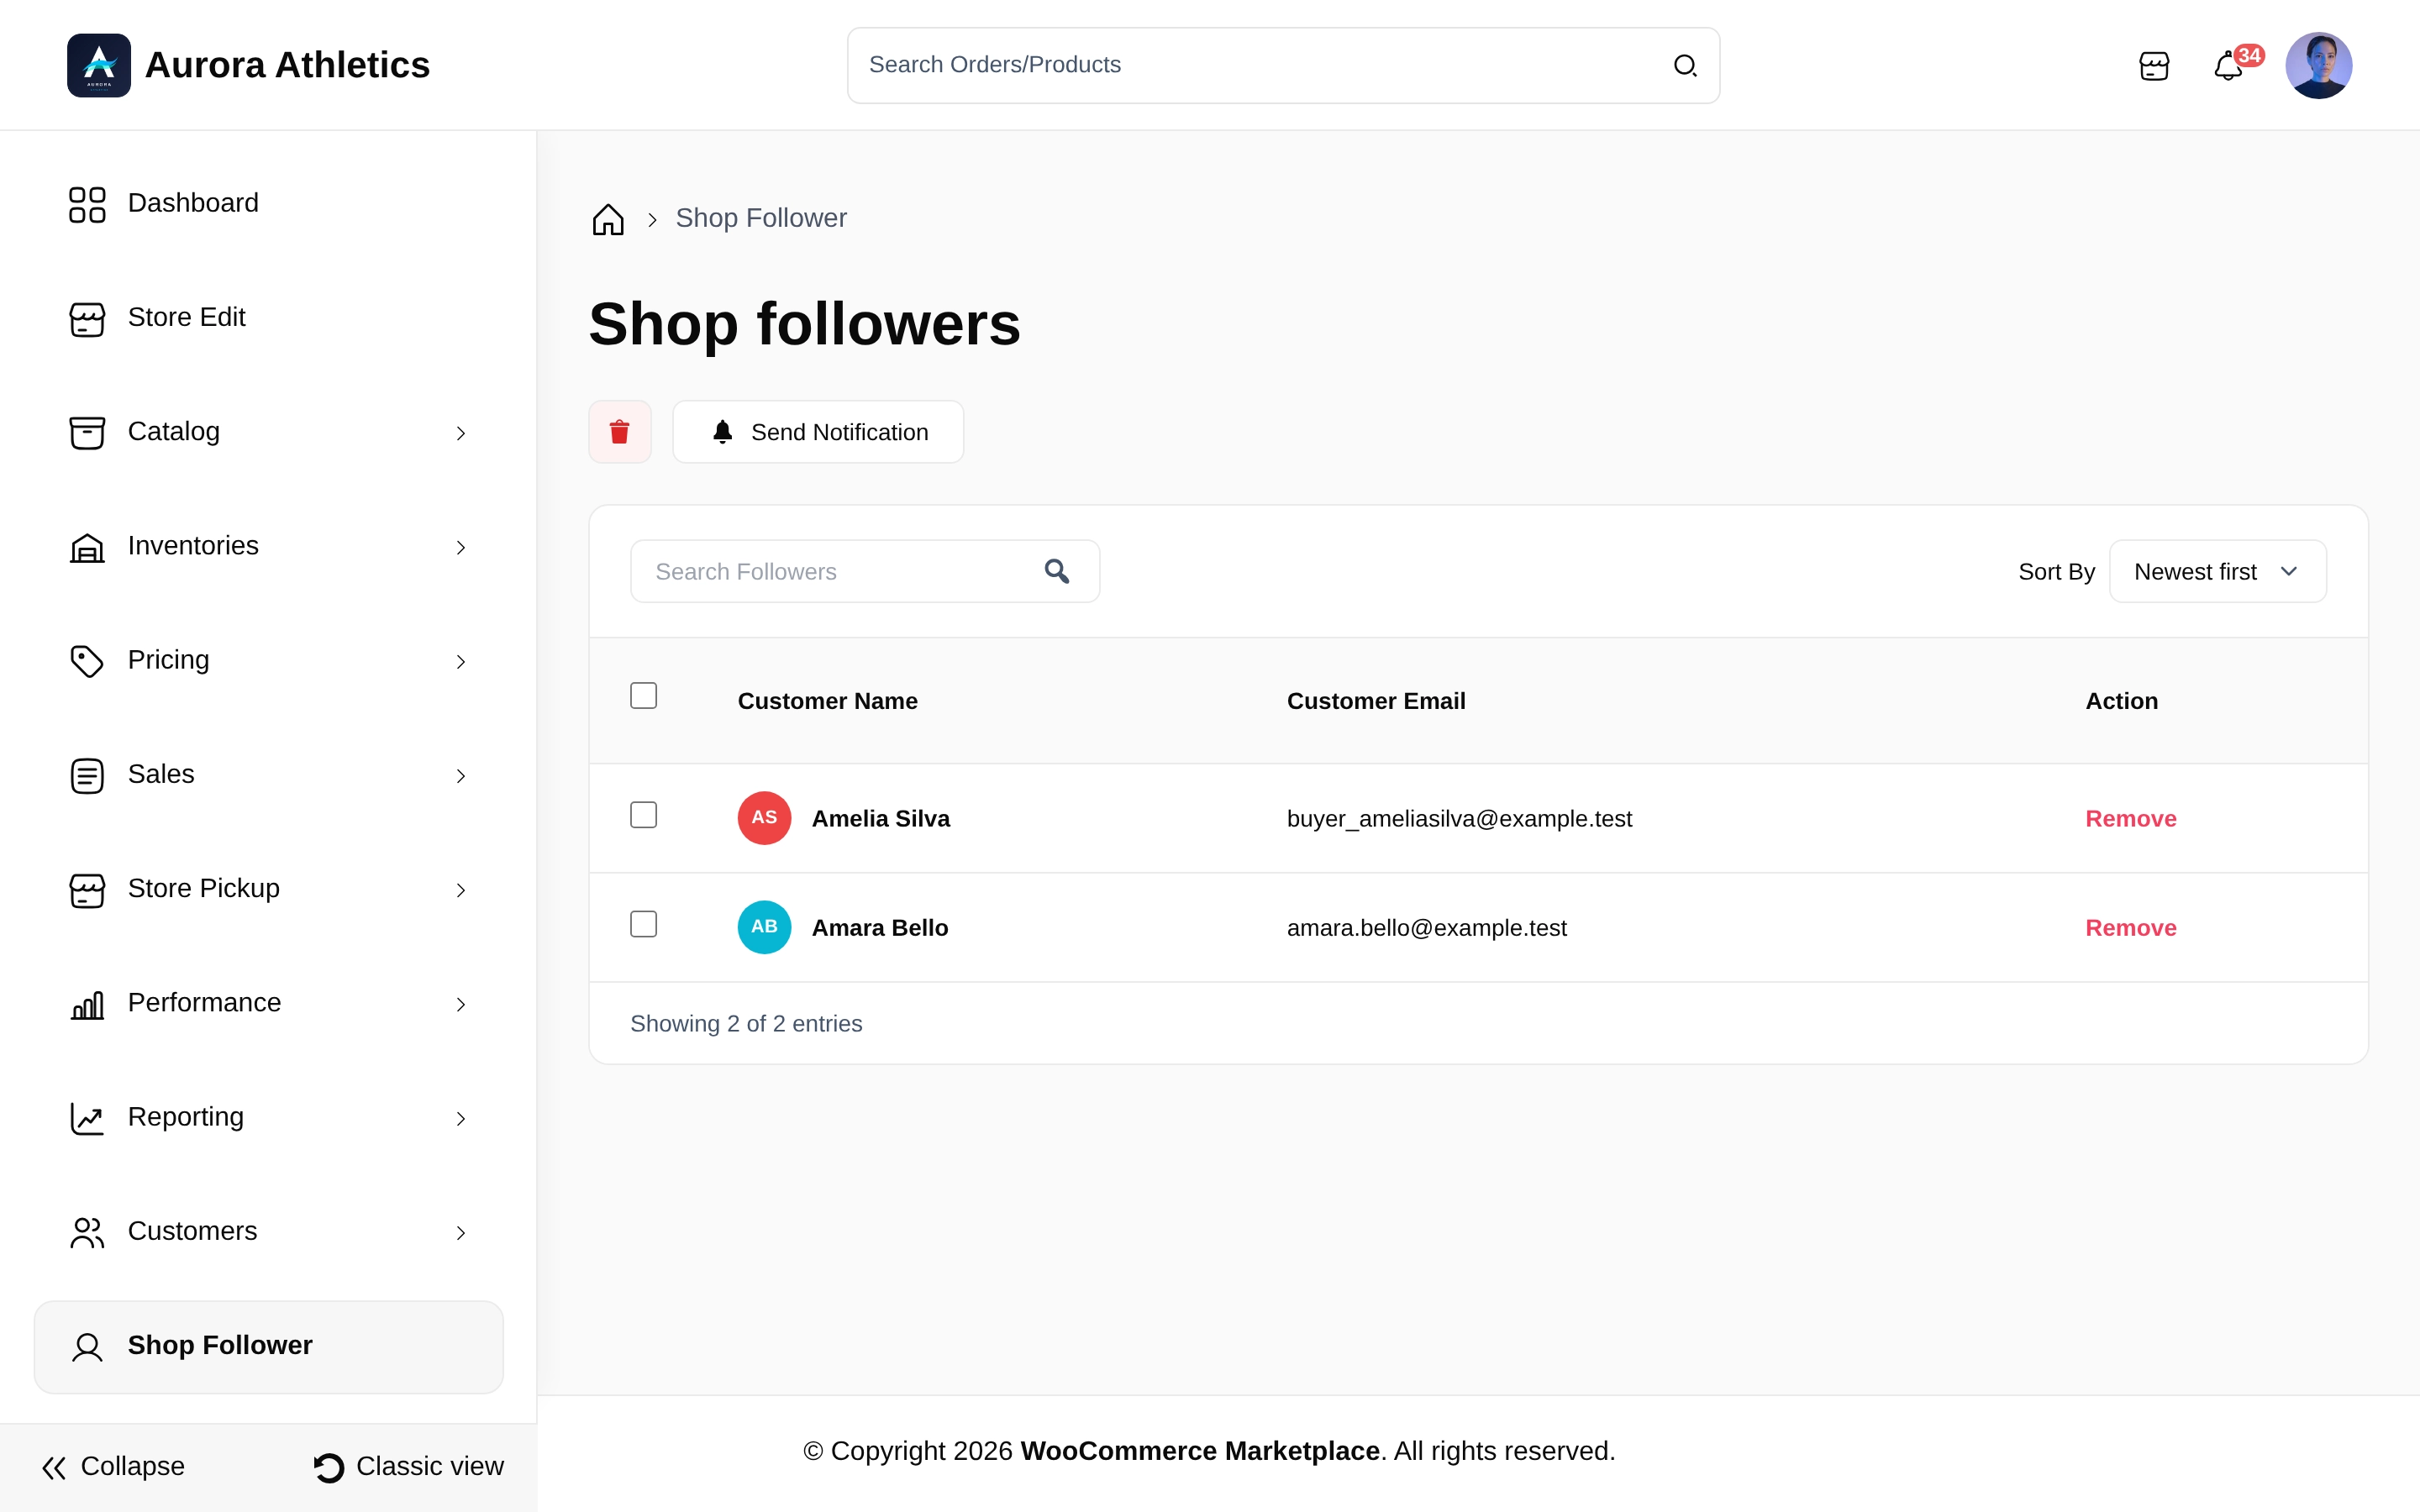 AURORA
Aurora Athletics
Search Orders/Products
34
Dashboard
Store Edit
Catalog
Inventories
Pricing
Sales
Store Pickup
Performance
Reporting
Customers
Shop Follower
Collapse
Classic view
Shop Follower
Shop followers
Send Notification
Search Followers
Sort By
Newest first
Customer Name
Customer Email
Action
AS
Amelia Silva
buyer_ameliasilva@example.test
Remove
AB
Amara Bello
amara.bello@example.test
Remove
Showing 2 of 2 entries
© Copyright 2026 WooCommerce Marketplace. All rights reserved.